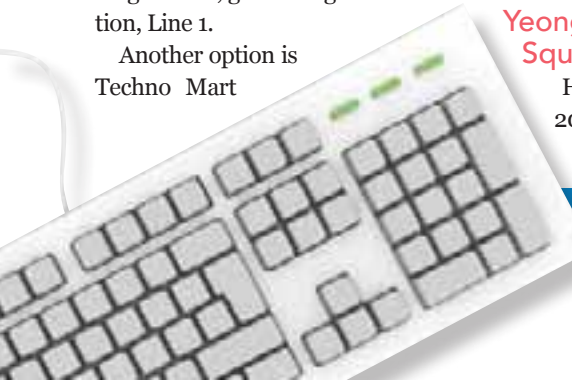 tion, Line 1.
Another option is
Techno Mart
Yeong
Squ
H
20